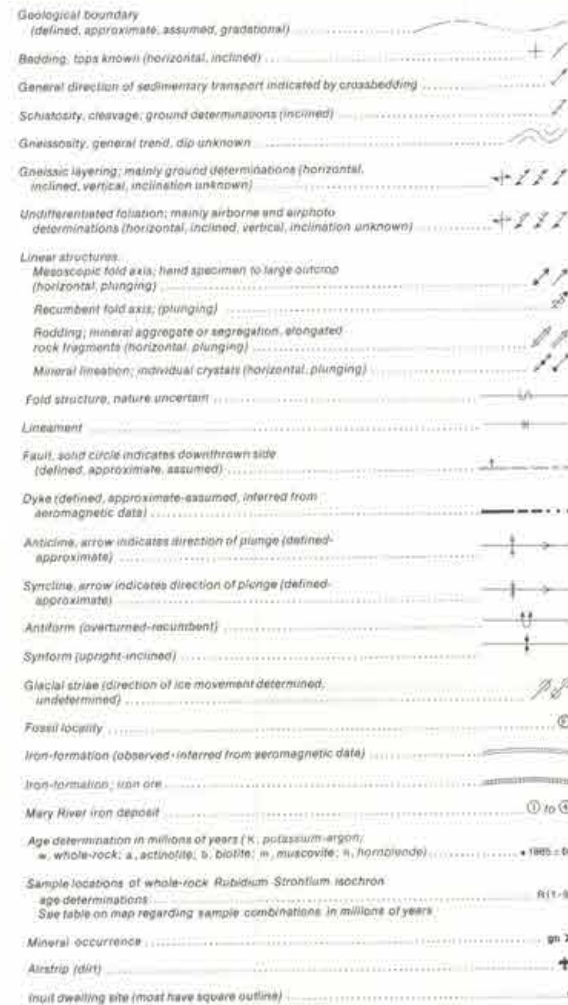 Geological boundary
(defined, approximate, assumed, gradational)
Bedding, tops known (horizontal, inclined)
General direction of sedimentary transport indicated by crossbedding
Schistosity, cleavage; ground determinations (inclined)
Gneissosity, general trend, dip unknown
Gneissic layering; mainly ground determinations (horizontal,
inclined, vertical, inclination unknown)
Undifferentiated foliation; mainly airborne and airphoto
determinations (horizontal, inclined, vertical, inclination unknown)
Linear structures
Mesoscopic fold axis; hand specimen to large outcrop
(horizontal, plunging)
Recumbent fold axis; (plunging)
Rodding; mineral aggregate or segregation, elongated
rock fragments (horizontal, plunging)
Mineral lineation; individual crystals (horizontal, plunging)
Fold structure, nature uncertain
Lineament
Fault, solid circle indicates downthrown side
(defined, approximate, assumed)
Dyke (defined, approximate-assumed, inferred from
aeromagnetic data)
Anticline, arrow indicates direction of plunge (defined-
approximate)
Syncline, arrow indicates direction of plunge (defined-
approximate)
Antiform (overturned-recumbent)
Synform (upright-inclined)
Glacial striae (direction of ice movement determined,
undetermined)
Fossil locality
Iron-formation (observed-inferred from aeromagnetic data)
Iron-formation; iron ore
Mary River iron deposit ① to
Age determination in millions of years (K, potassium-argon;
w, whole-rock; a, actinolite; b, biotite; m, muscovite; h, hornblende)
Sample locations of whole-rock Rubidium Strontium isochron
age determinations R(1-
See table on map regarding sample combinations in millions of years
Mineral occurrence gn
Airstrip (dirt)
Inuit dwelling site (most have square outline)